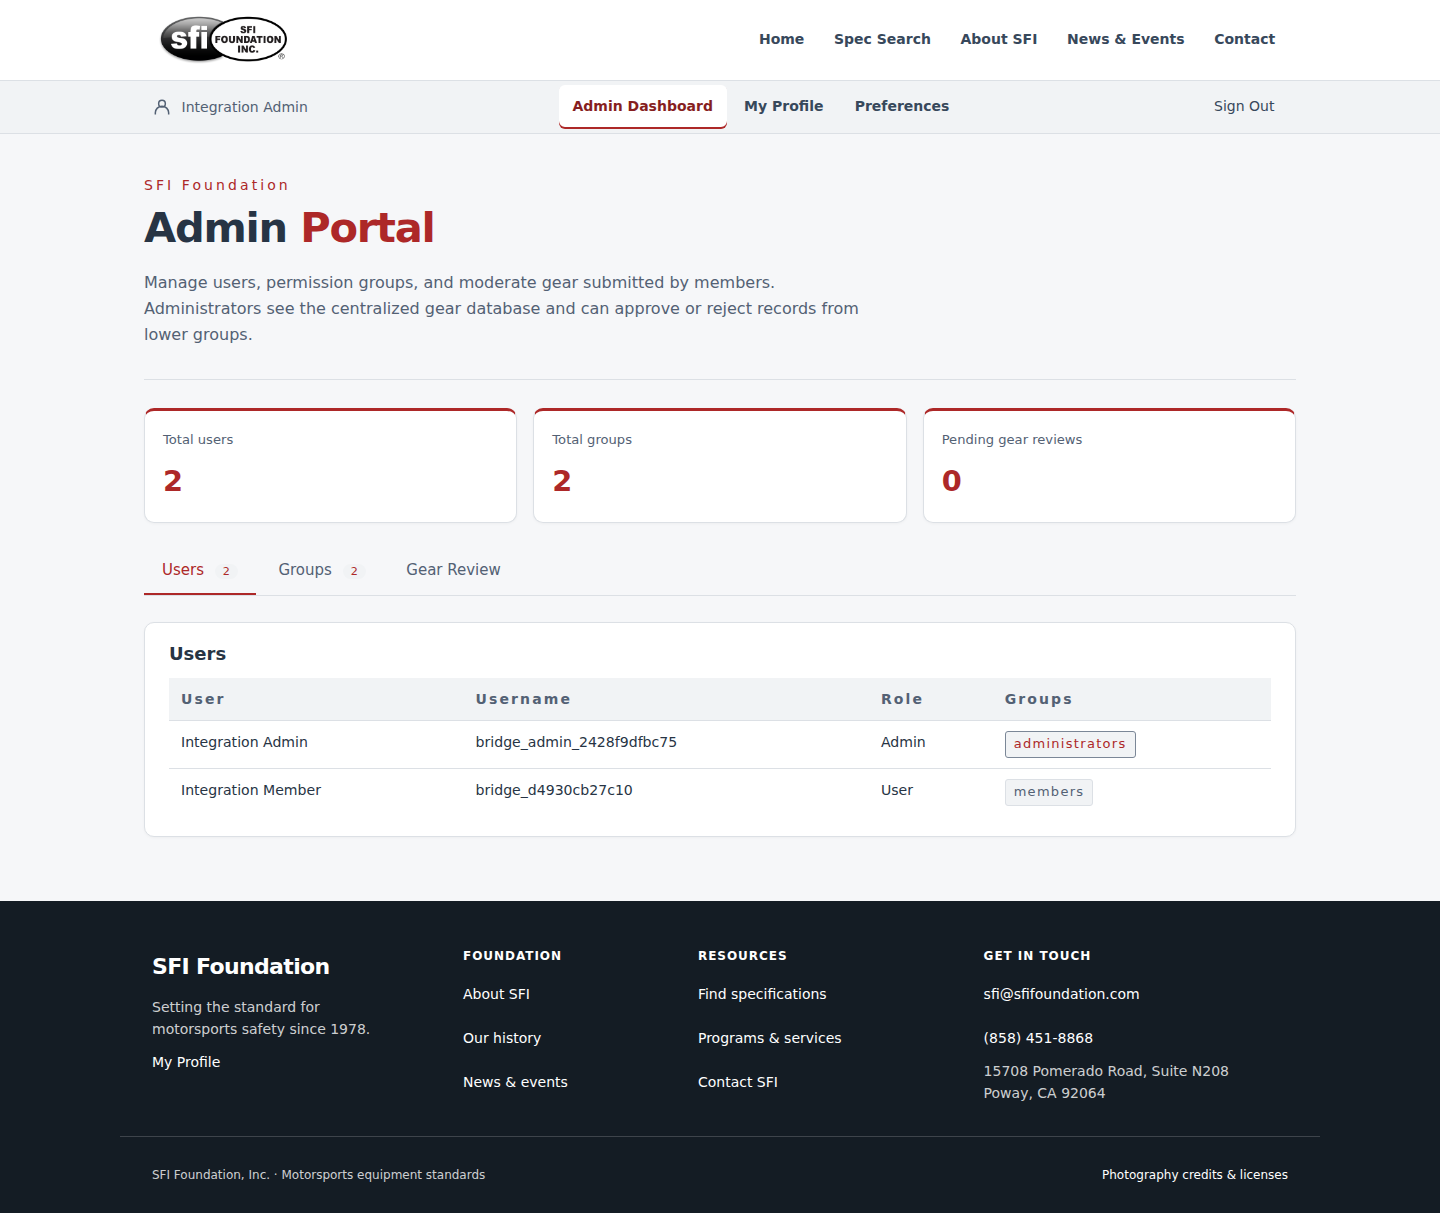 sfi SFI FOUNDATION INC. ®
Home Spec Search About SFI News & Events Contact
Integration Admin Admin Dashboard My Profile Preferences Sign Out
SFI Foundation
Admin Portal
Manage users, permission groups, and moderate gear submitted by members.
Administrators see the centralized gear database and can approve or reject records from
lower groups.
Total users Total groups Pending gear reviews
2 2 0
Users 2 Groups 2 Gear Review
Users
User Username Role Groups
Integration Admin bridge_admin_2428f9dfbc75 Admin administrators
Integration Member bridge_d4930cb27c10 User members
SFI Foundation
Setting the standard for
motorsports safety since 1978.
My Profile
FOUNDATION
About SFI
Our history
News & events
RESOURCES
Find specifications
Programs & services
Contact SFI
GET IN TOUCH
sfi@sfifoundation.com
(858) 451-8868
15708 Pomerado Road, Suite N208
Poway, CA 92064
SFI Foundation, Inc. · Motorsports equipment standards
Photography credits & licenses